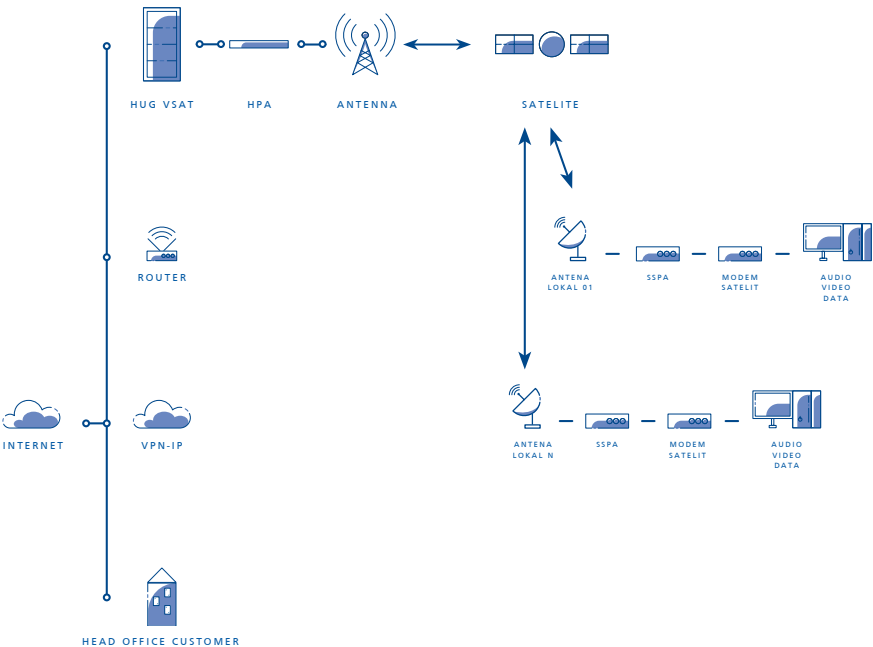 HUG VSAT
HPA
ANTENNA
SATELITE
ROUTER
ANTENA
LOKAL 01
SSPA
MODEM
SATELIT
AUDIO
VIDEO
DATA
INTERNET
VPN-IP
ANTENA
LOKAL N
SSPA
MODEM
SATELIT
AUDIO
VIDEO
DATA
HEAD OFFICE CUSTOMER